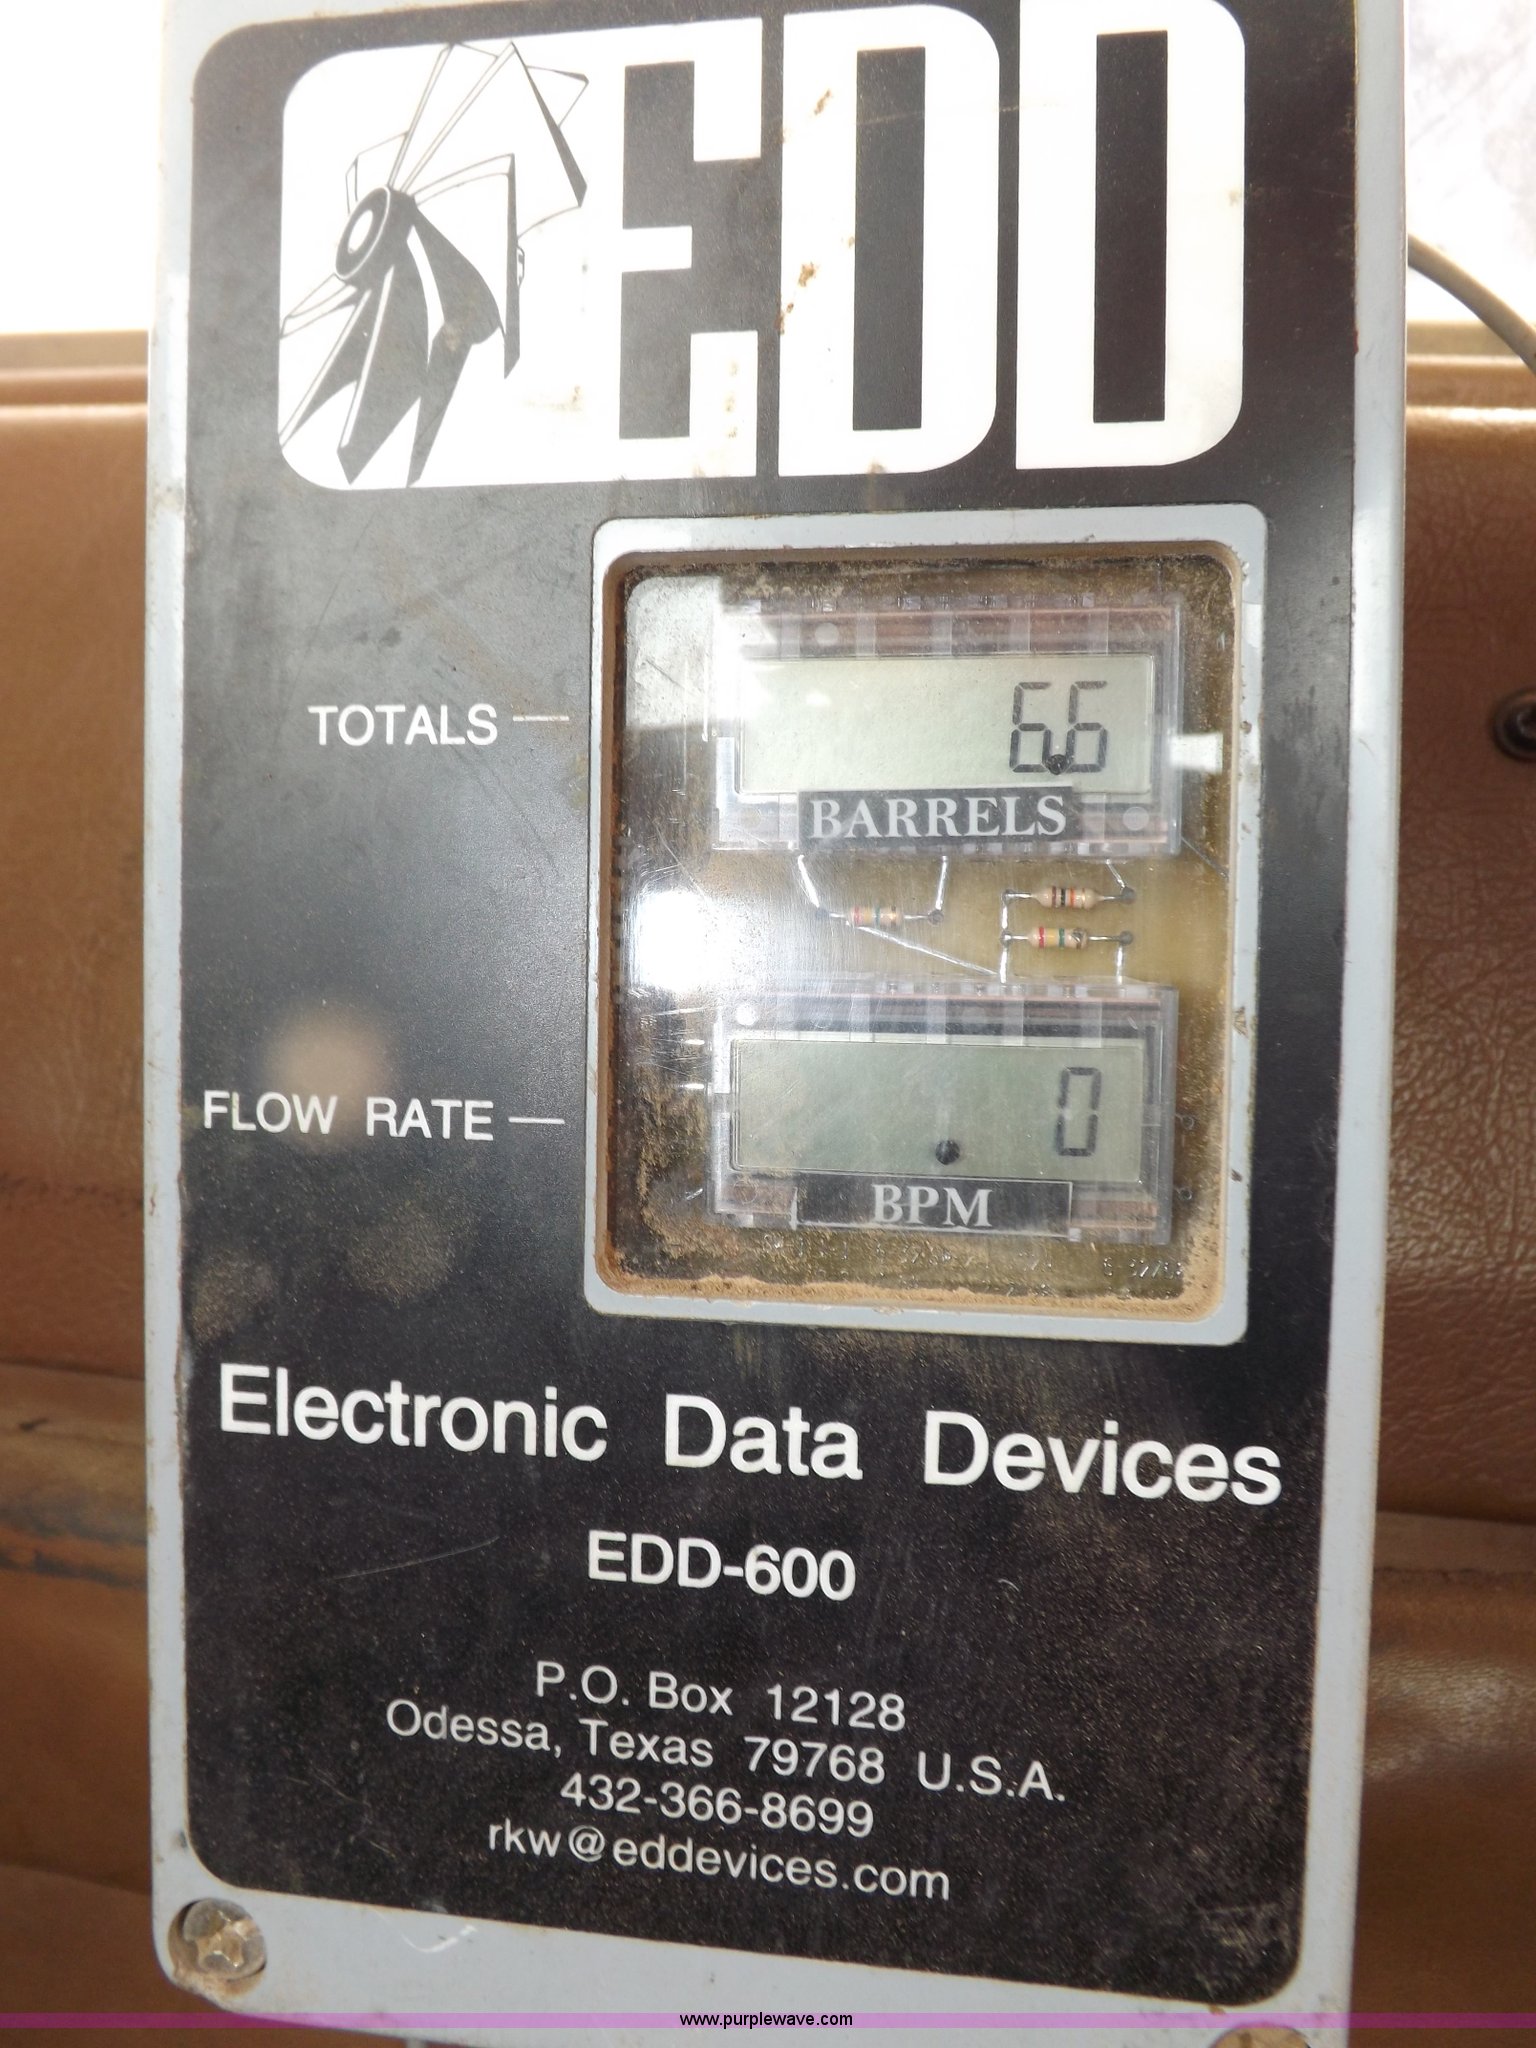 EDD
TOTALS
6.6
BARRELS
FLOW RATE
0
BPM
Electronic Data Devices
EDD-600
P.O. Box 12128
Odessa, Texas 79768 U.S.A.
432-366-8699
rkw@eddevices.com
www.purplewave.com